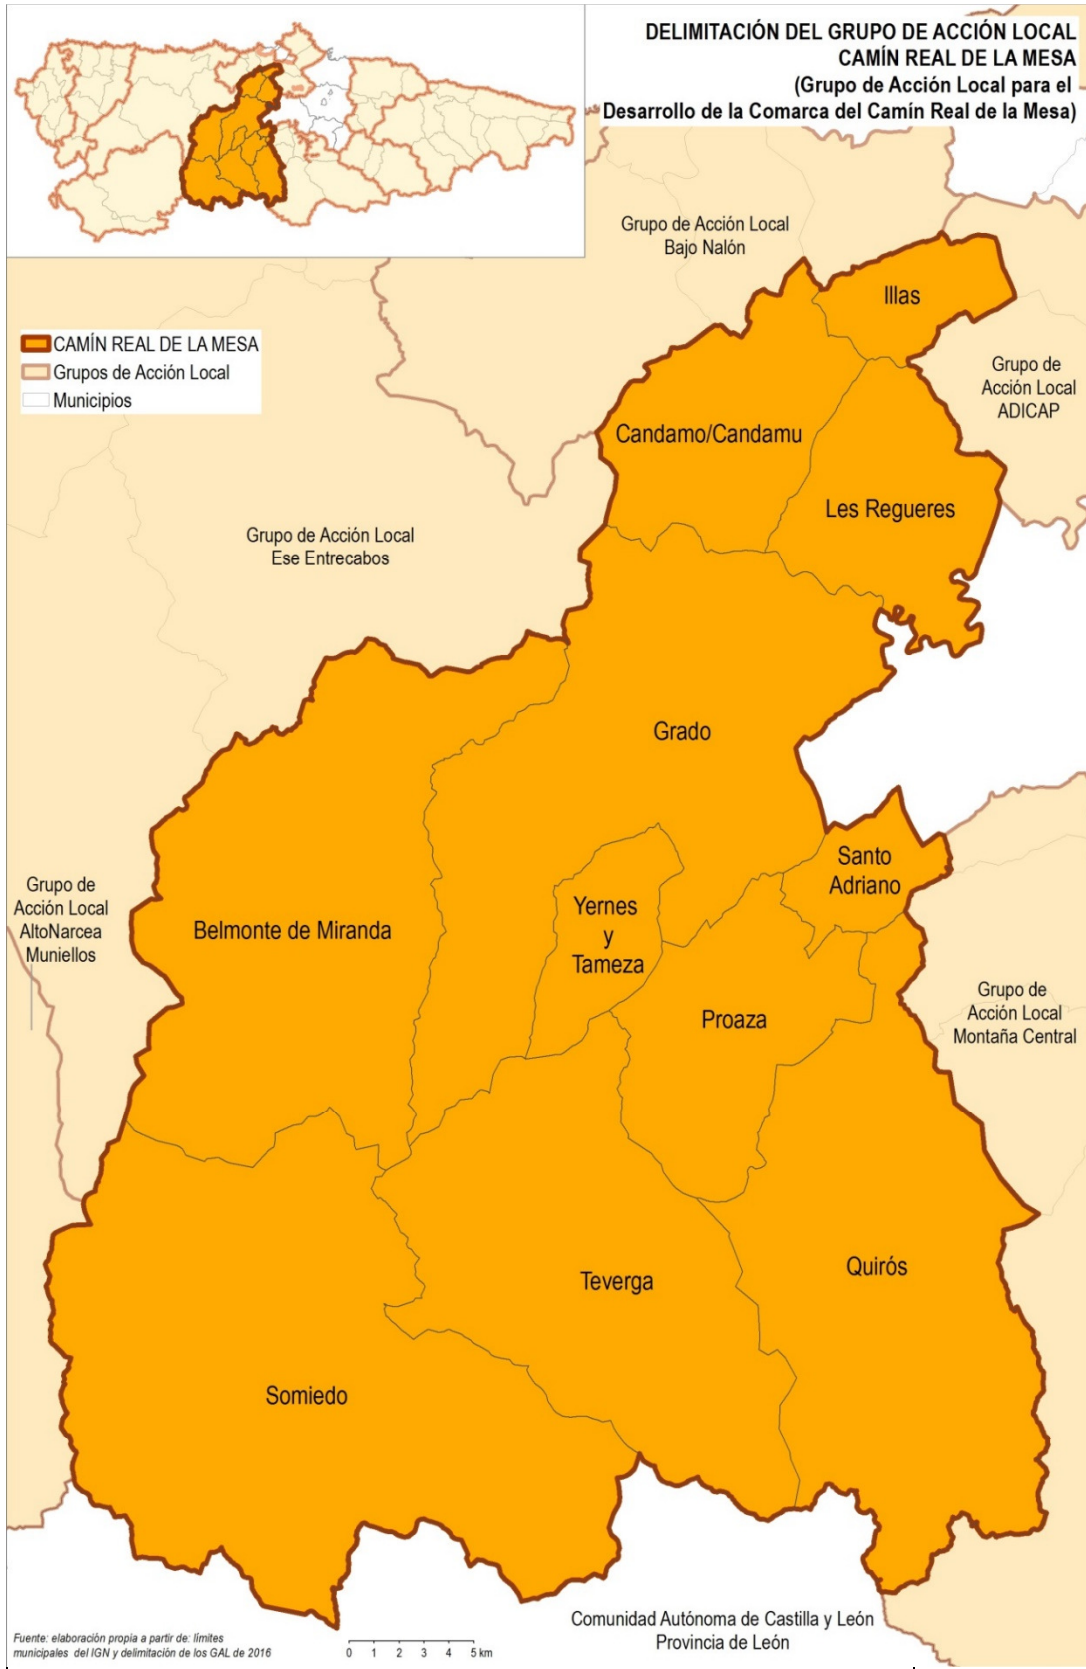 DELIMITACIÓN DEL GRUPO DE ACCIÓN LOCAL
CAMÍN REAL DE LA MESA
(Grupo de Acción Local para el
Desarrollo de la Comarca del Camín Real de la Mesa)
Grupo de Acción Local
Bajo Nalón
Illas
CAMÍN REAL DE LA MESA
Grupos de Acción Local
Municipios
Grupo de
Acción Local
ADICAP
Candamo/Candamu
Les Regueres
Grupo de Acción Local
Ese Entrecabos
Grado
Santo
Adriano
Grupo de
Acción Local
AltoNarcea
Muniellos
Belmonte de Miranda
Yernes
y
Tameza
Proaza
Grupo de
Acción Local
Montaña Central
Quirós
Teverga
Somiedo
Comunidad Autónoma de Castilla y León
Provincia de León
Fuente: elaboración propia a partir de: límites
municipales del IGN y delimitación de los GAL de 2016
0 1 2 3 4 5 km